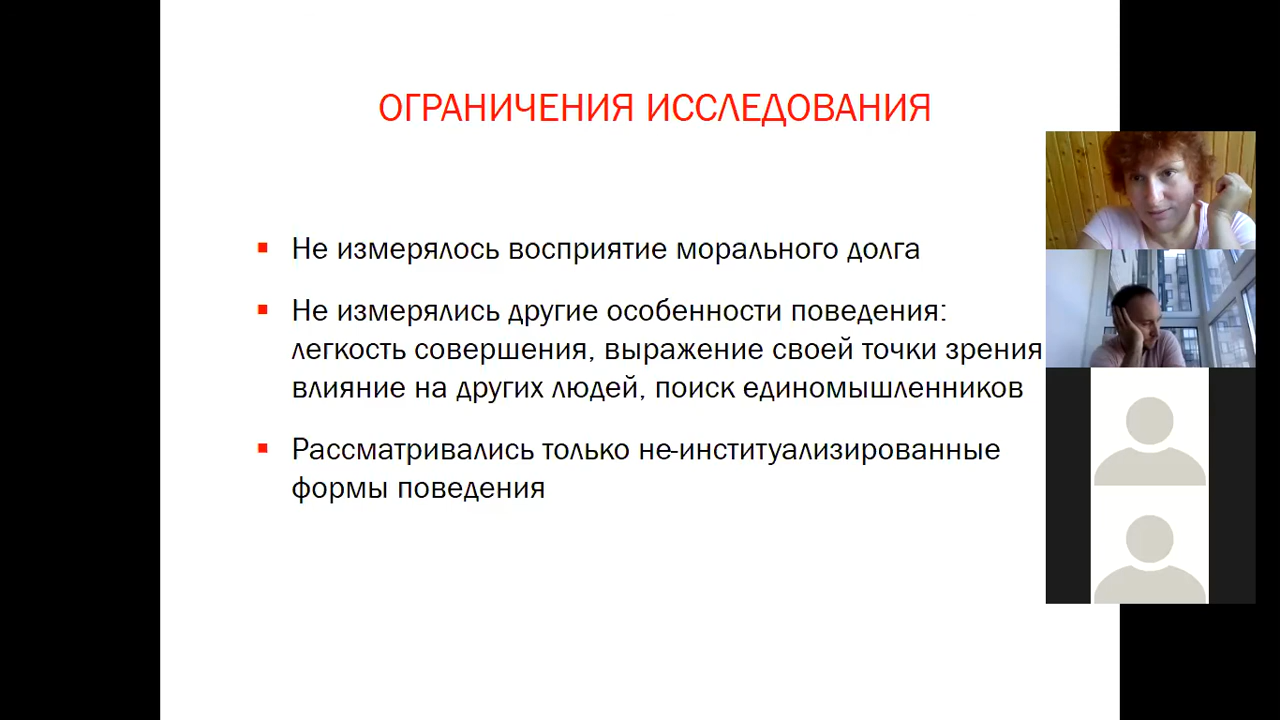 ОГРАНИЧЕНИЯ ИССЛЕДОВАНИЯ
Не измерялось восприятие морального долга
Не измерялись другие особенности поведения:
легкость совершения, выражение своей точки зрения
влияние на других людей, поиск единомышленников
Рассматривались только не-институализированные
формы поведения